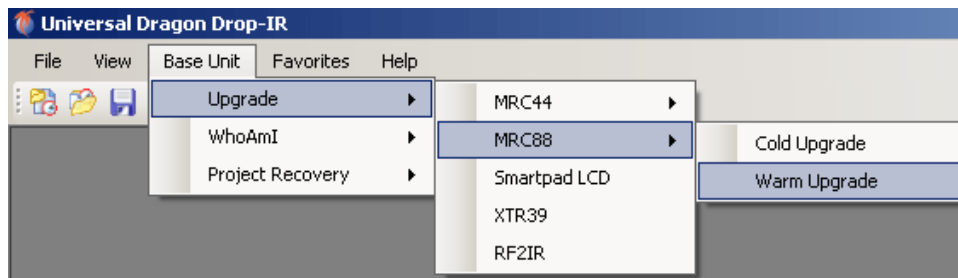 Universal Dragon Drop-IR
File View Base Unit Favorites Help
Upgrade
WhoAmI
Project Recovery
MRC44
MRC88
Smartpad LCD
XTR39
RF2IR
Cold Upgrade
Warm Upgrade